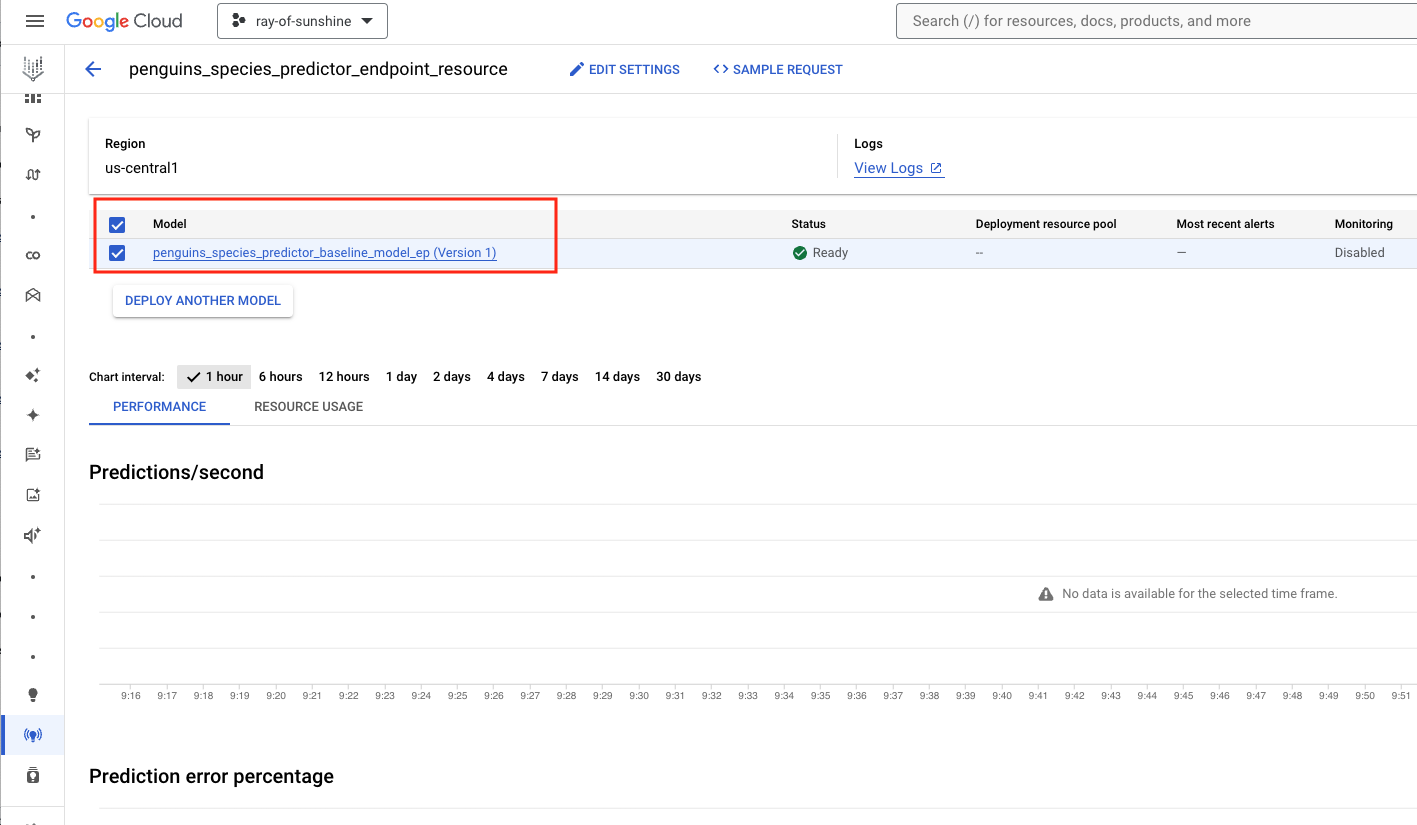 Google Cloud ray-of-sunshine Search (/) for resources, docs, products, and more
penguins_species_predictor_endpoint_resource EDIT SETTINGS SAMPLE REQUEST
Region Logs
us-central1 View Logs
Model Status Deployment resource pool Most recent alerts Monitoring
penguins_species_predictor_baseline_model_ep (Version 1) Ready -- — Disabled
DEPLOY ANOTHER MODEL
Chart interval: 1 hour 6 hours 12 hours 1 day 2 days 4 days 7 days 14 days 30 days
PERFORMANCE RESOURCE USAGE
Predictions/second
No data is available for the selected time frame.
9:16 9:17 9:18 9:19 9:20 9:21 9:22 9:23 9:24 9:25 9:26 9:27 9:28 9:29 9:30 9:31 9:32 9:33 9:34 9:35 9:36 9:37 9:38 9:39 9:40 9:41 9:42 9:43 9:44 9:45 9:46 9:47 9:48 9:49 9:50 9:51
Prediction error percentage